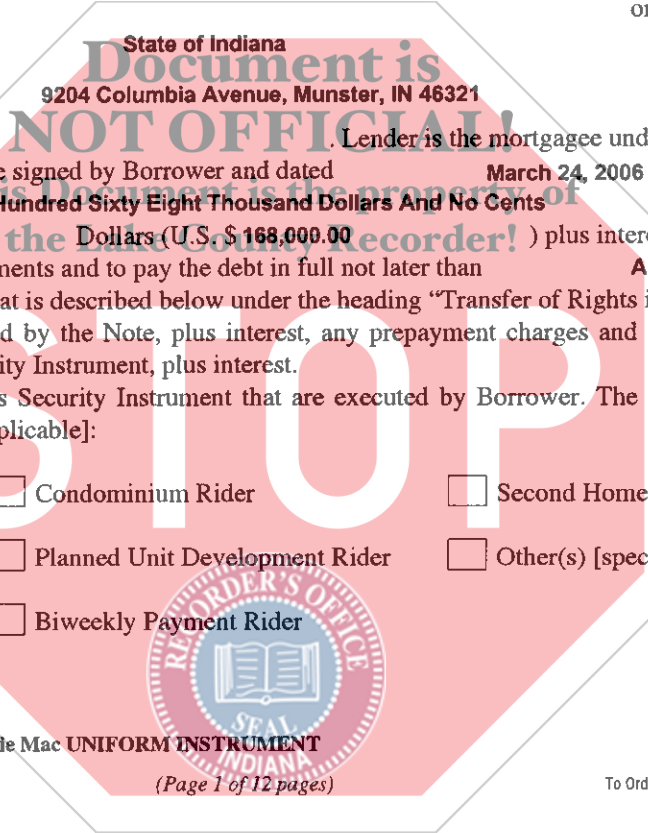 or
State of Indiana
Document is
9204 Columbia Avenue, Munster, IN 46321
NOT OFFICIAL!
. Lender is the mortgagee und
e signed by Borrower and dated March 24, 2006
is Document is the property of
Hundred Sixty Eight Thousand Dollars And No Cents
the Lake County Recorder!
Dollars (U.S. $ 168,000.00 ) plus intere
ments and to pay the debt in full not later than A
at is described below under the heading “Transfer of Rights i
d by the Note, plus interest, any prepayment charges and
ity Instrument, plus interest.
s Security Instrument that are executed by Borrower. The
plicable]:
STOP
Condominium Rider Second Home
Planned Unit Development Rider Other(s) [spec
Biweekly Payment Rider
RECORDER'S OFFICE
SEAL
INDIANA
ie Mac UNIFORM INSTRUMENT
(Page 1 of 12 pages)
To Ord